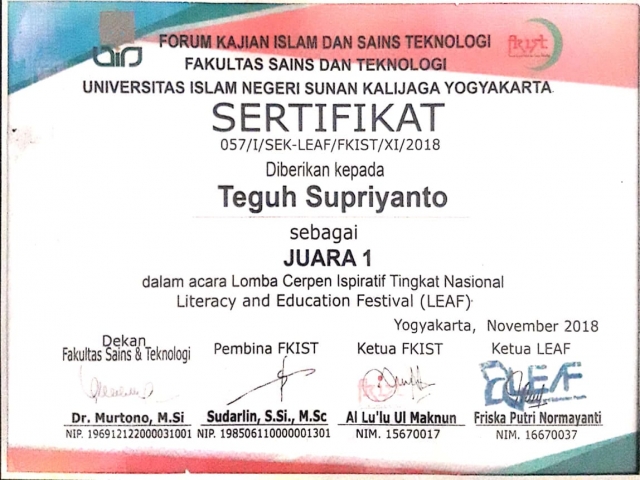 FORUM KAJIAN ISLAM DAN SAINS TEKNOLOGI
FAKULTAS SAINS DAN TEKNOLOGI
UNIVERSITAS ISLAM NEGERI SUNAN KALIJAGA YOGYAKARTA
fkist
SERTIFIKAT
057/I/SEK-LEAF/FKIST/XI/2018
Diberikan kepada
Teguh Supriyanto
sebagai
JUARA 1
dalam acara Lomba Cerpen Ispiratif Tingkat Nasional
Literacy and Education Festival (LEAF)
Yogyakarta, November 2018
Dekan
Fakultas Sains & Teknologi
Dr. Murtono, M.Si
NIP. 196912122000031001
Pembina FKIST
Sudarlin, S.Si., M.Sc
NIP. 198506110000001301
Ketua FKIST
Al Lu'lu Ul Maknun
NIM. 15670017
Ketua LEAF
LEAF
Friska Putri Normayanti
NIM. 16670037